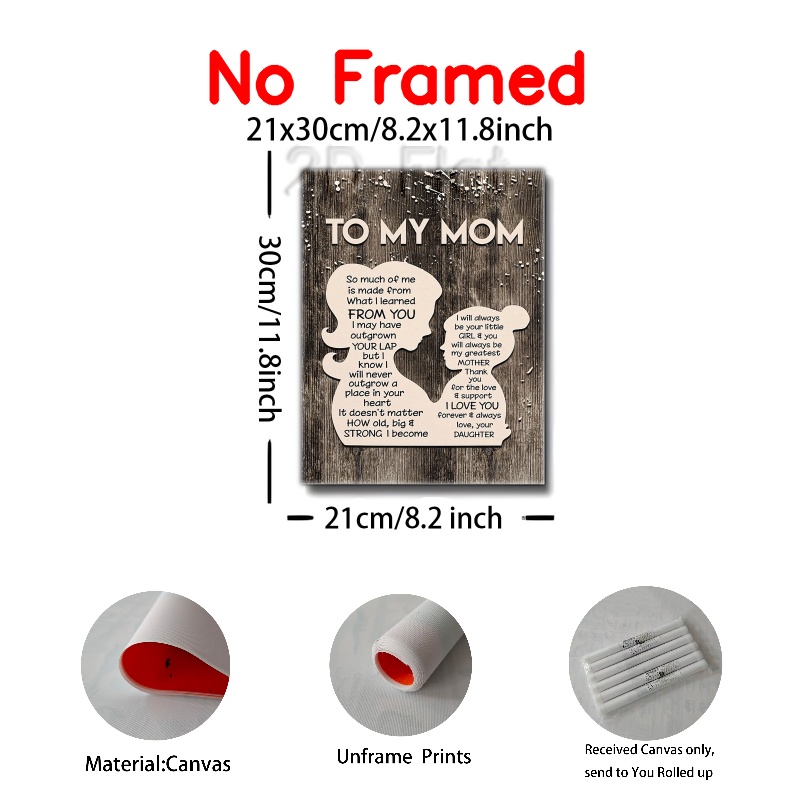 No Framed
21x30cm/8.2x11.8inch
2D Flat
30cm/11.8inch
TO MY MOM
So much of me
is made from
What I learned
FROM YOU
I may have
outgrown
YOUR LAP
but I
know I
will never
outgrow a
place in your
heart
It doesn't matter
HOW old, big &
STRONG I become
I will always
be your little
GIRL & you
will always be
my greatest
MOTHER
Thank
you
for the love
& support
I LOVE YOU
forever & always
love, your
DAUGHTER
21cm/8.2 inch
Material:Canvas
Unframe Prints
Received Canvas only,
send to You Rolled up